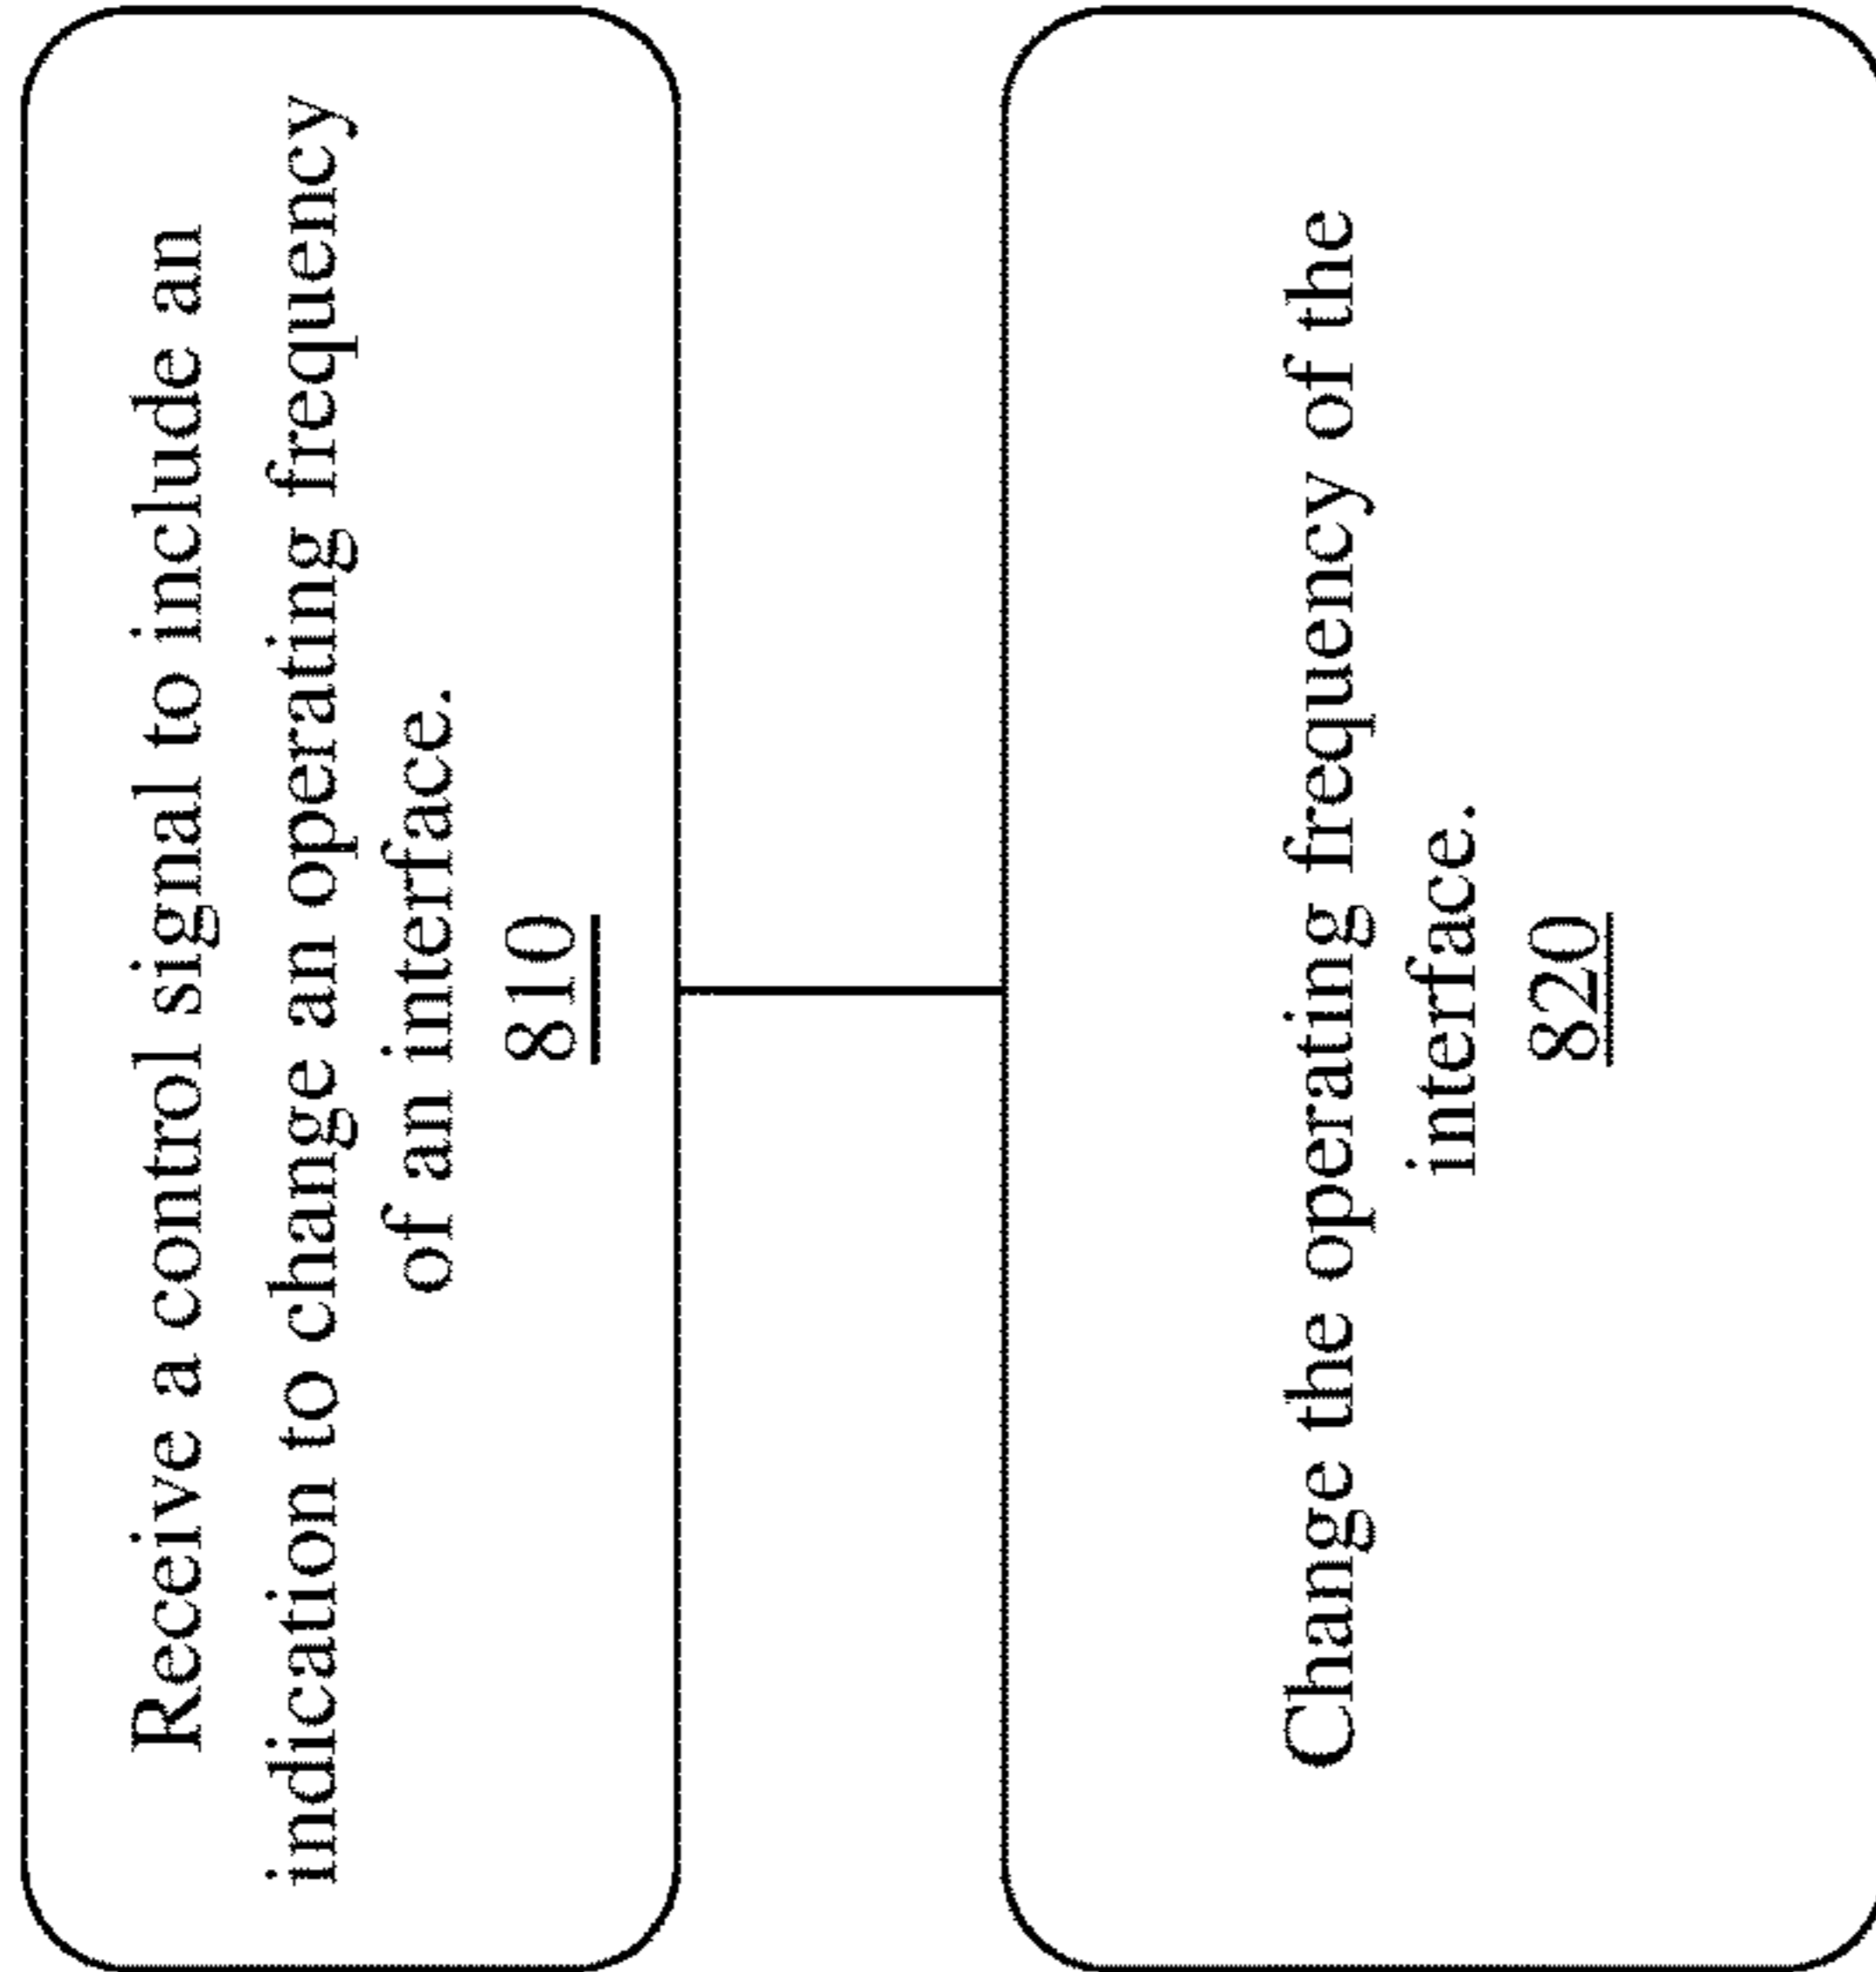 Receive a control signal to include an
indication to change an operating frequency
of an interface.
810
Change the operating frequency of the
interface.
820